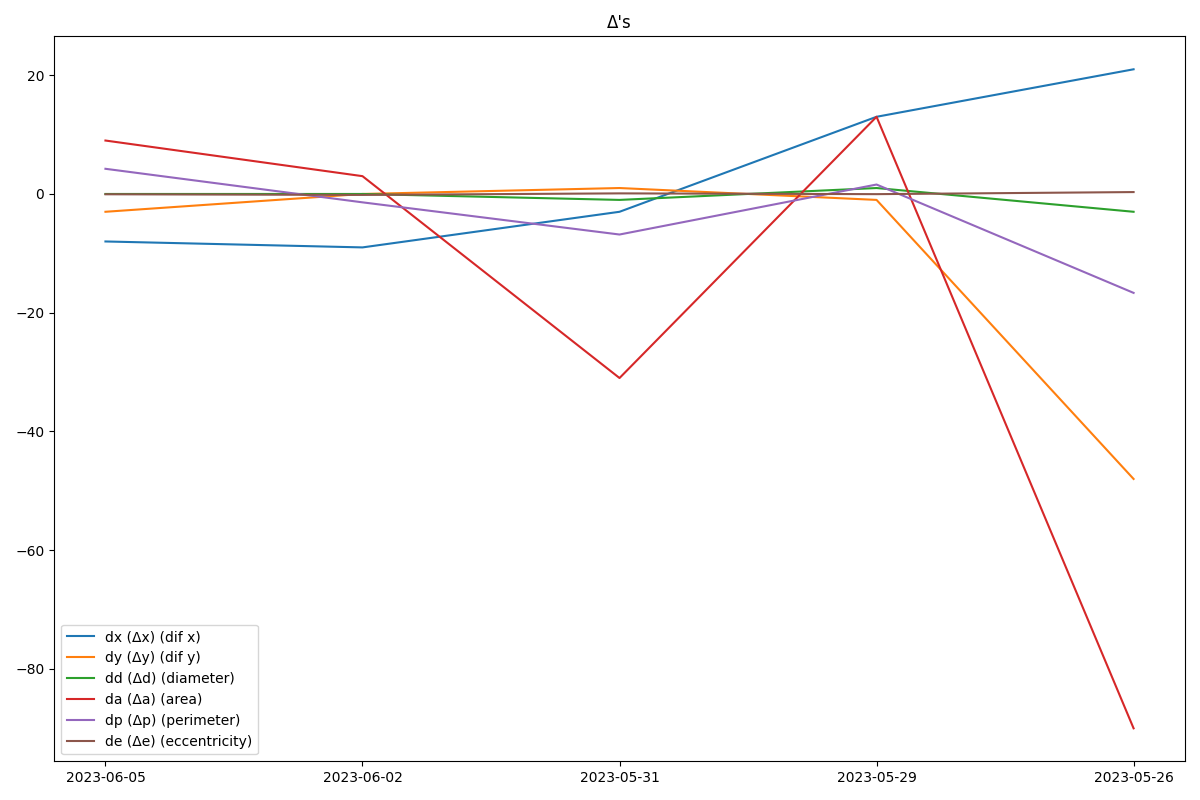 Δ's
20
0
−20
−40
−60
−80
dx (Δx) (dif x)
dy (Δy) (dif y)
dd (Δd) (diameter)
da (Δa) (area)
dp (Δp) (perimeter)
de (Δe) (eccentricity)
2023-06-05 2023-06-02 2023-05-31 2023-05-29 2023-05-26